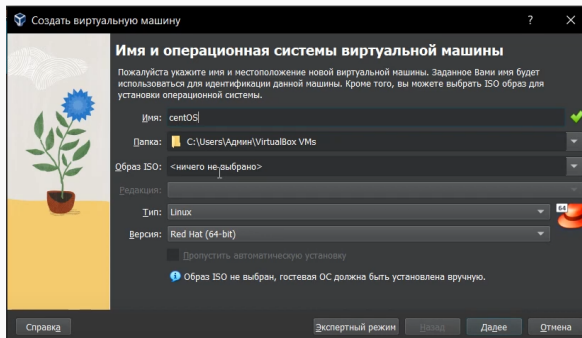 Создать виртуальную машину
? ×
Имя и операционная системы виртуальной машины
Пожалуйста укажите имя и местоположение новой виртуальной машины. Заданное Вами имя будет
использоваться для идентификации данной машины. Кроме того, вы можете выбрать ISO образ для
установки операционной системы.
Имя: centOS
Папка: C:\Users\Админ\VirtualBox VMs
Образ ISO: <ничего не выбрано>
Редакция:
Тип: Linux
64
Версия: Red Hat (64-bit)
Пропустить автоматическую установку
Образ ISO не выбран, гостевая ОС должна быть установлена вручную.
Справка Экспертный режим Назад Далее Отмена